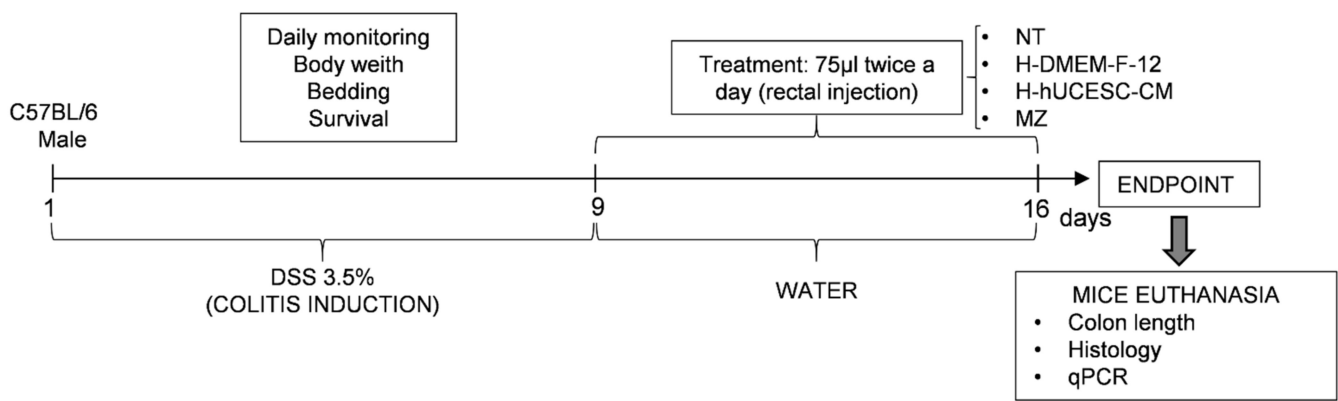 C57BL/6
Male
Daily monitoring
Body weith
Bedding
Survival
Treatment: 75µl twice a
day (rectal injection)
• NT
• H-DMEM-F-12
• H-hUCESC-CM
• MZ
1
9
16
days
DSS 3.5%
(COLITIS INDUCTION)
WATER
ENDPOINT
MICE EUTHANASIA
• Colon length
• Histology
• qPCR